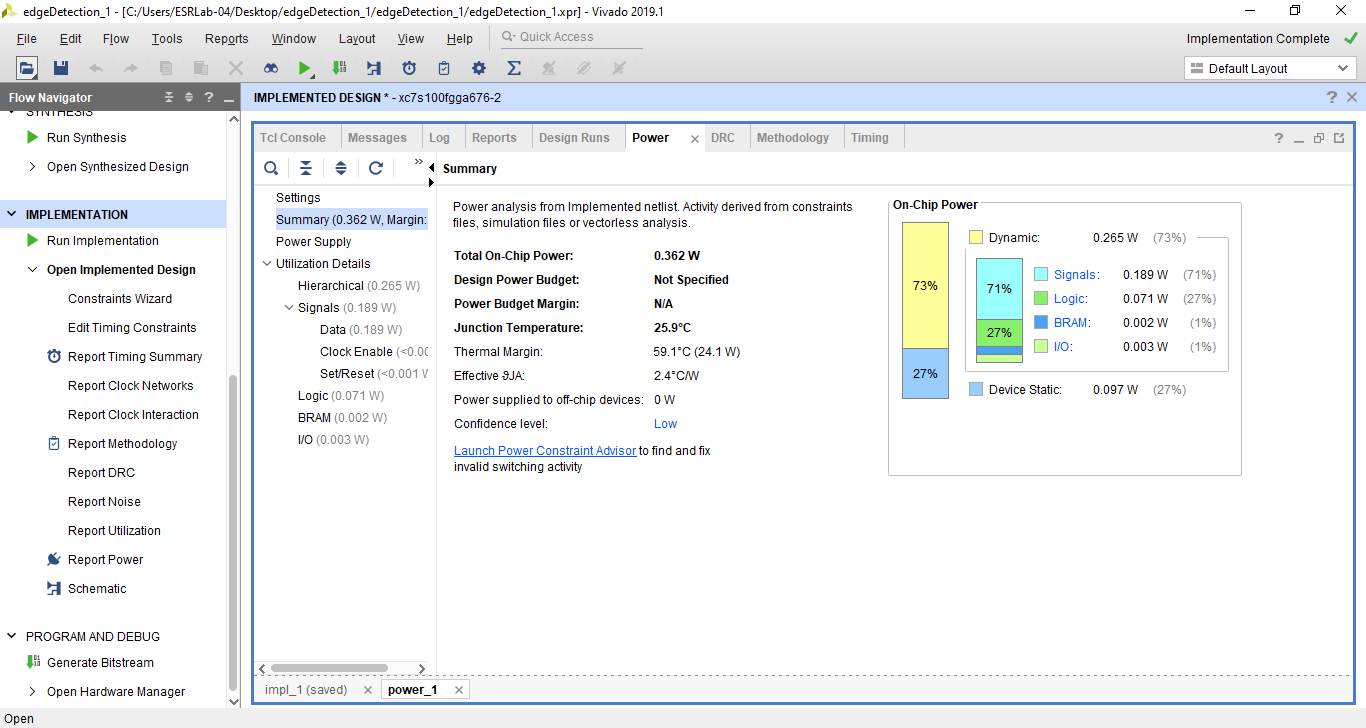 edgeDetection_1 - [C:/Users/ESRLab-04/Desktop/edgeDetection_1/edgeDetection_1/edgeDetection_1.xpr] - Vivado 2019.1
File Edit Flow Tools Reports Window Layout View Help Quick Access
Implementation Complete
Default Layout
Flow Navigator
IMPLEMENTED DESIGN * - xc7s100fgga676-2
SYNTHESIS
Run Synthesis
Open Synthesized Design
IMPLEMENTATION
Run Implementation
Open Implemented Design
Constraints Wizard
Edit Timing Constraints
Report Timing Summary
Report Clock Networks
Report Clock Interaction
Report Methodology
Report DRC
Report Noise
Report Utilization
Report Power
Schematic
PROGRAM AND DEBUG
Generate Bitstream
Open Hardware Manager
Tcl Console Messages Log Reports Design Runs Power DRC Methodology Timing
Settings
Summary (0.362 W, Margin:
Power Supply
Utilization Details
Hierarchical (0.265 W)
Signals (0.189 W)
Data (0.189 W)
Clock Enable (<0.00
Set/Reset (<0.001 W
Logic (0.071 W)
BRAM (0.002 W)
I/O (0.003 W)
Summary
Power analysis from Implemented netlist. Activity derived from constraints
files, simulation files or vectorless analysis.
Total On-Chip Power: 0.362 W
Design Power Budget: Not Specified
Power Budget Margin: N/A
Junction Temperature: 25.9°C
Thermal Margin: 59.1°C (24.1 W)
Effective ϑJA: 2.4°C/W
Power supplied to off-chip devices: 0 W
Confidence level: Low
Launch Power Constraint Advisor to find and fix
invalid switching activity
On-Chip Power
73%
27%
Dynamic: 0.265 W (73%)
71%
27%
Signals: 0.189 W (71%)
Logic: 0.071 W (27%)
BRAM: 0.002 W (1%)
I/O: 0.003 W (1%)
Device Static: 0.097 W (27%)
impl_1 (saved) power_1
Open